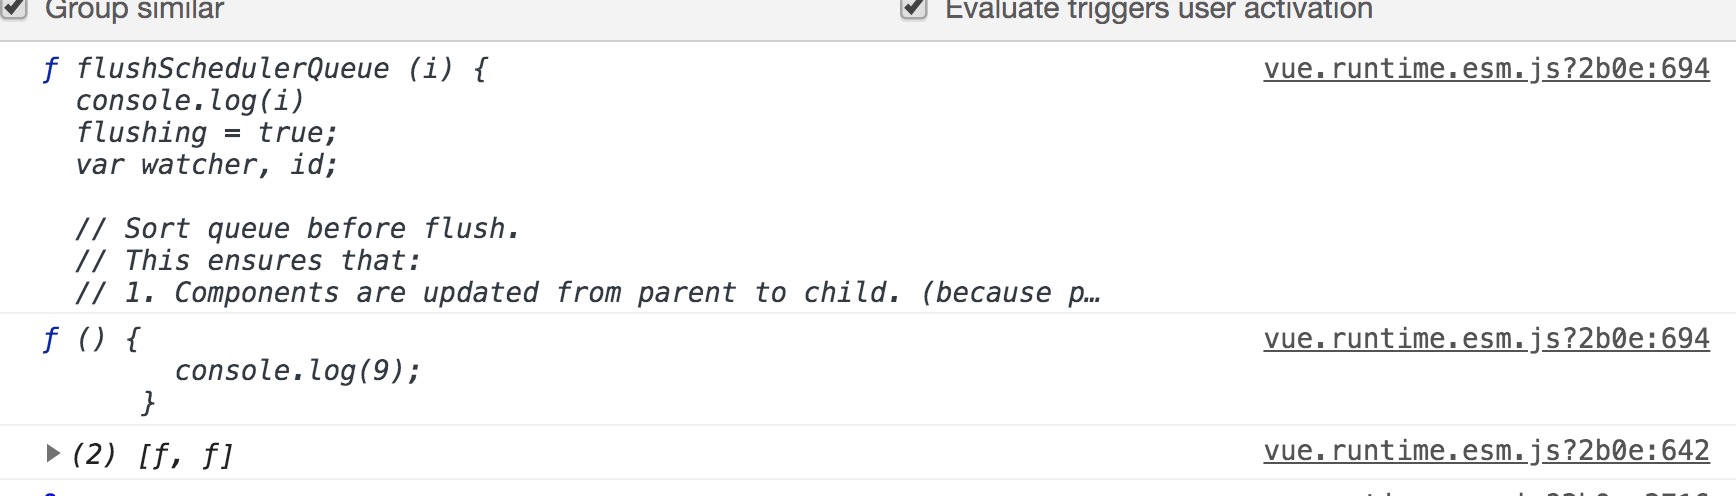 Group similar
Evaluate triggers user activation
f flushSchedulerQueue (i) { vue.runtime.esm.js?2b0e:694
console.log(i)
flushing = true;
var watcher, id;
// Sort queue before flush.
// This ensures that:
// 1. Components are updated from parent to child. (because p…
f () { vue.runtime.esm.js?2b0e:694
console.log(9);
}
(2) [f, f] vue.runtime.esm.js?2b0e:642